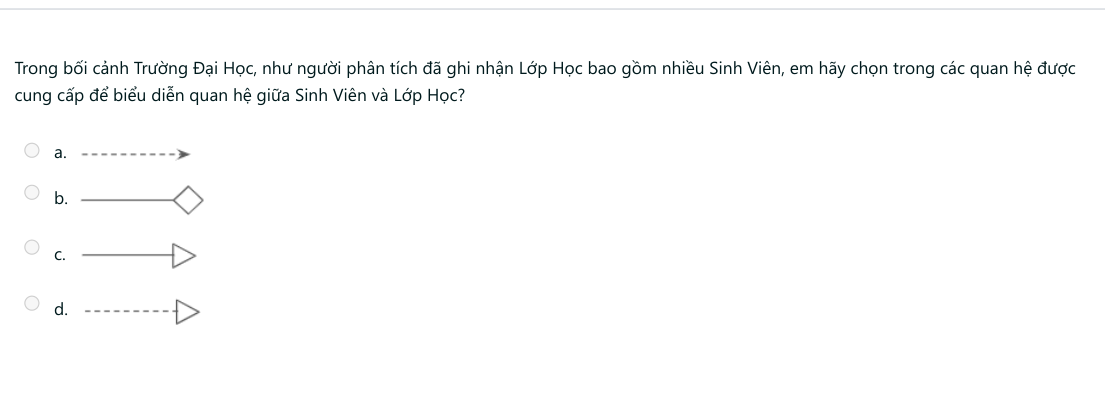 Trong bối cảnh Trường Đại Học, như người phân tích đã ghi nhận Lớp Học bao gồm nhiều Sinh Viên, em hãy chọn trong các quan hệ được
cung cấp để biểu diễn quan hệ giữa Sinh Viên và Lớp Học?
a.
b.
c.
d.